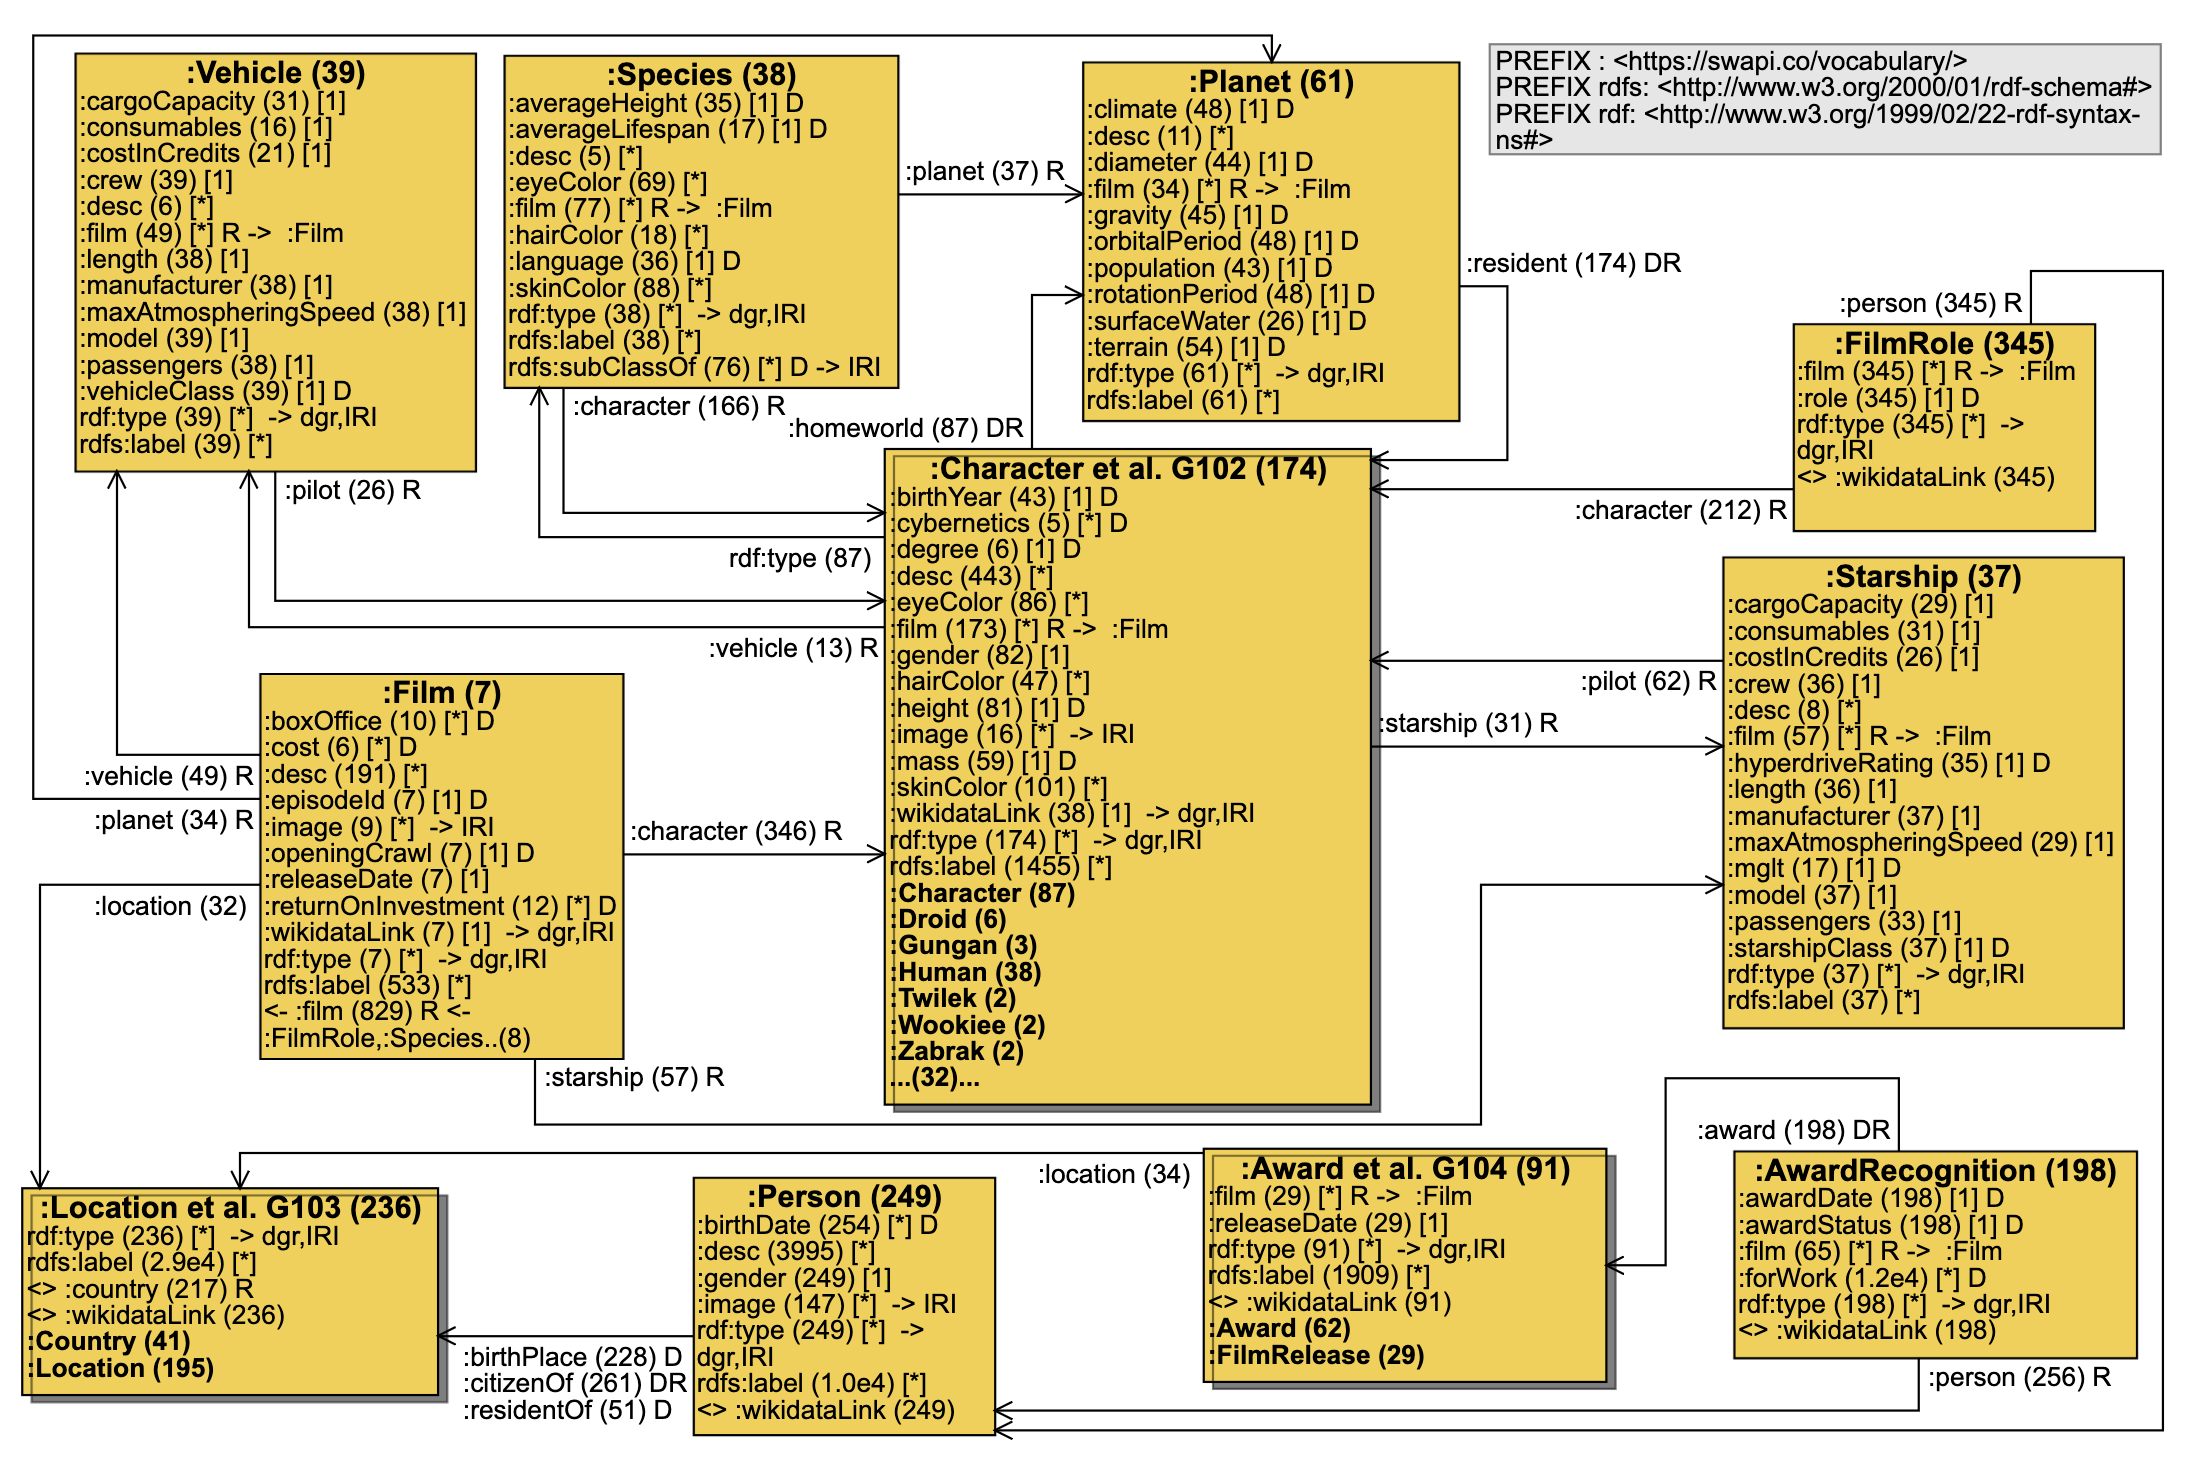 :Vehicle (39)
:cargoCapacity (31) [1]
:consumables (16) [1]
:costInCredits (21) [1]
:crew (39) [1]
:desc (6) [*]
:film (49) [*] R -> :Film
:length (38) [1]
:manufacturer (38) [1]
:maxAtmospheringSpeed (38) [1]
:model (39) [1]
:passengers (38) [1]
:vehicleClass (39) [1] D
rdf:type (39) [*] -> dgr,IRI
rdfs:label (39) [*]
:Species (38)
:averageHeight (35) [1] D
:averageLifespan (17) [1] D
:desc (5) [*]
:eyeColor (69) [*]
:film (77) [*] R -> :Film
:hairColor (18) [*]
:language (36) [1] D
:skinColor (88) [*]
rdf:type (38) [*] -> dgr,IRI
rdfs:label (38) [*]
rdfs:subClassOf (76) [*] D -> IRI
:planet (37) R
:Planet (61)
:climate (48) [1] D
:desc (11) [*]
:diameter (44) [1] D
:film (34) [*] R -> :Film
:gravity (45) [1] D
:orbitalPeriod (48) [1] D
:population (43) [1] D
:rotationPeriod (48) [1] D
:surfaceWater (26) [1] D
:terrain (54) [1] D
rdf:type (61) [*] -> dgr,IRI
rdfs:label (61) [*]
PREFIX : <https://swapi.co/vocabulary/>
PREFIX rdfs: <http://www.w3.org/2000/01/rdf-schema#>
PREFIX rdf: <http://www.w3.org/1999/02/22-rdf-syntax-
ns#>
:resident (174) DR
:person (345) R
:FilmRole (345)
:film (345) [*] R -> :Film
:role (345) [1] D
rdf:type (345) [*] ->
dgr,IRI
<> :wikidataLink (345)
:character (212) R
:character (166) R
:homeworld (87) DR
rdf:type (87)
:pilot (26) R
:vehicle (13) R
:Character et al. G102 (174)
:birthYear (43) [1] D
:cybernetics (5) [*] D
:degree (6) [1] D
:desc (443) [*]
:eyeColor (86) [*]
:film (173) [*] R -> :Film
:gender (82) [1]
:hairColor (47) [*]
:height (81) [1] D
:image (16) [*] -> IRI
:mass (59) [1] D
:skinColor (101) [*]
:wikidataLink (38) [1] -> dgr,IRI
rdf:type (174) [*] -> dgr,IRI
rdfs:label (1455) [*]
:Character (87)
:Droid (6)
:Gungan (3)
:Human (38)
:Twilek (2)
:Wookiee (2)
:Zabrak (2)
...(32)...
:pilot (62) R
:starship (31) R
:Starship (37)
:cargoCapacity (29) [1]
:consumables (31) [1]
:costInCredits (26) [1]
:crew (36) [1]
:desc (8) [*]
:film (57) [*] R -> :Film
:hyperdriveRating (35) [1] D
:length (36) [1]
:manufacturer (37) [1]
:maxAtmospheringSpeed (29) [1]
:mglt (17) [1] D
:model (37) [1]
:passengers (33) [1]
:starshipClass (37) [1] D
rdf:type (37) [*] -> dgr,IRI
rdfs:label (37) [*]
:Film (7)
:boxOffice (10) [*] D
:cost (6) [*] D
:desc (191) [*]
:episodeId (7) [1] D
:image (9) [*] -> IRI
:openingCrawl (7) [1] D
:releaseDate (7) [1]
:returnOnInvestment (12) [*] D
:wikidataLink (7) [1] -> dgr,IRI
rdf:type (7) [*] -> dgr,IRI
rdfs:label (533) [*]
<- :film (829) R <-
:FilmRole,:Species..(8)
:vehicle (49) R
:planet (34) R
:location (32)
:character (346) R
:starship (57) R
:Location et al. G103 (236)
rdf:type (236) [*] -> dgr,IRI
rdfs:label (2.9e4) [*]
<> :country (217) R
<> :wikidataLink (236)
:Country (41)
:Location (195)
:birthPlace (228) D
:citizenOf (261) DR
:residentOf (51) D
:Person (249)
:birthDate (254) [*] D
:desc (3995) [*]
:gender (249) [1]
:image (147) [*] -> IRI
rdf:type (249) [*] ->
dgr,IRI
rdfs:label (1.0e4) [*]
<> :wikidataLink (249)
:location (34)
:Award et al. G104 (91)
:film (29) [*] R -> :Film
:releaseDate (29) [1]
rdf:type (91) [*] -> dgr,IRI
rdfs:label (1909) [*]
<> :wikidataLink (91)
:Award (62)
:FilmRelease (29)
:award (198) DR
:AwardRecognition (198)
:awardDate (198) [1] D
:awardStatus (198) [1] D
:film (65) [*] R -> :Film
:forWork (1.2e4) [*] D
rdf:type (198) [*] -> dgr,IRI
<> :wikidataLink (198)
:person (256) R